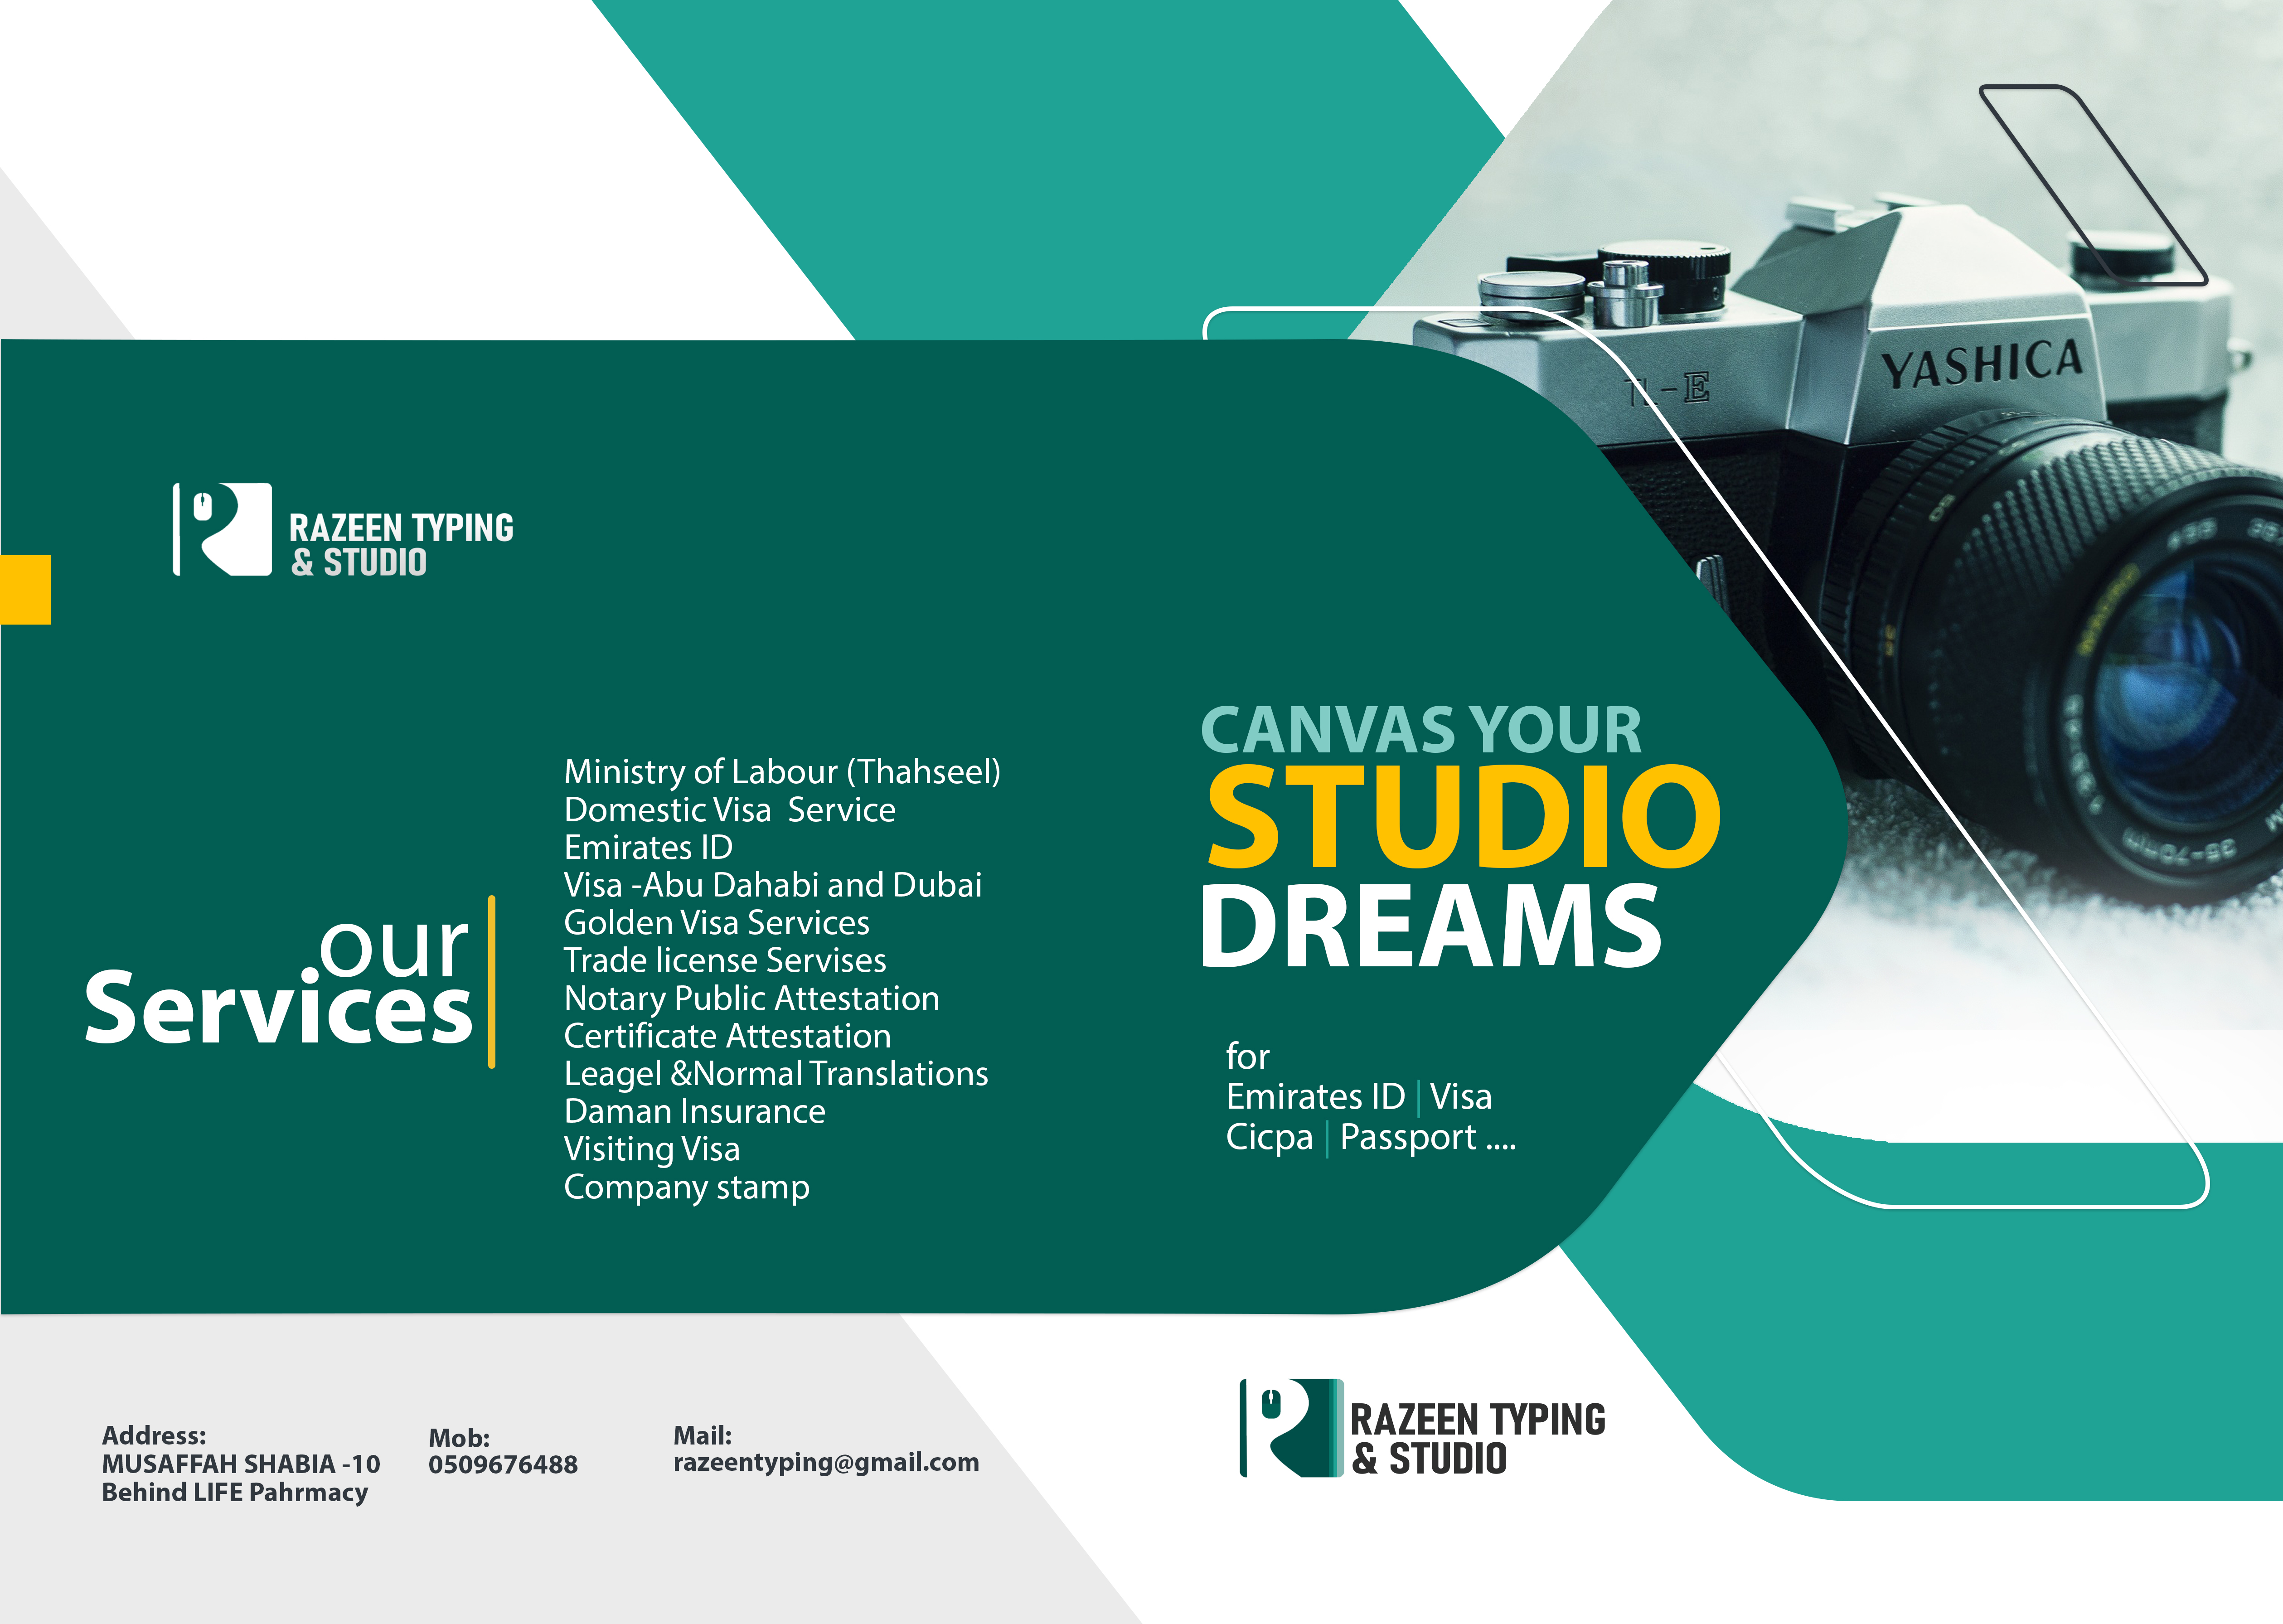 RAZEEN TYPING
& STUDIO
our
Services
Ministry of Labour (Thahseel)
Domestic Visa  Service
Emirates ID
Visa -Abu Dahabi and Dubai
Golden Visa Services
Trade license Servises
Notary Public Attestation
Certificate Attestation
Leagel &Normal Translations
Daman Insurance
Visiting Visa
Company stamp
Address:
MUSAFFAH SHABIA -10
Behind LIFE Pahrmacy
Mob:
0509676488
Mail:
razeentyping@gmail.com
TL-E
YASHICA
CANVAS YOUR
STUDIO
DREAMS
for
Emirates ID | Visa
Cicpa | Passport ....
RAZEEN TYPING
& STUDIO